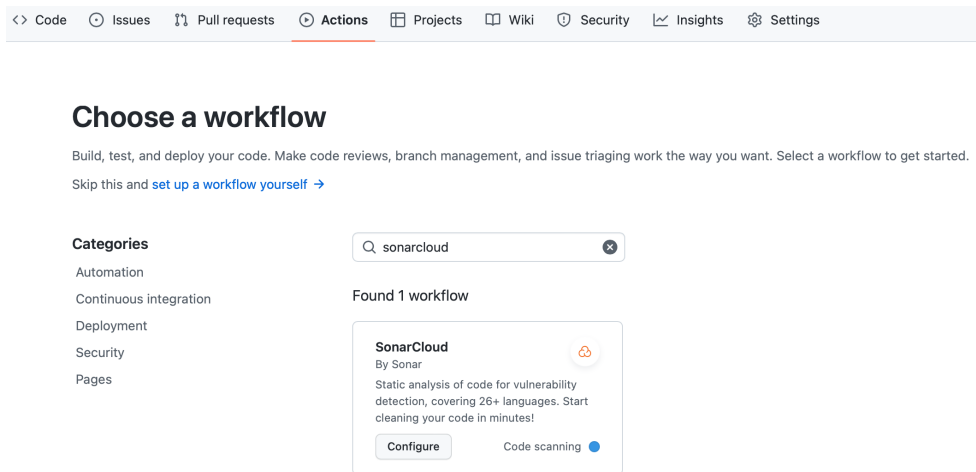 Code Issues Pull requests Actions Projects Wiki Security Insights Settings
Choose a workflow
Build, test, and deploy your code. Make code reviews, branch management, and issue triaging work the way you want. Select a workflow to get started.
Skip this and set up a workflow yourself →
Categories
Automation
Continuous integration
Deployment
Security
Pages
sonarcloud
Found 1 workflow
SonarCloud
By Sonar
Static analysis of code for vulnerability
detection, covering 26+ languages. Start
cleaning your code in minutes!
Configure Code scanning